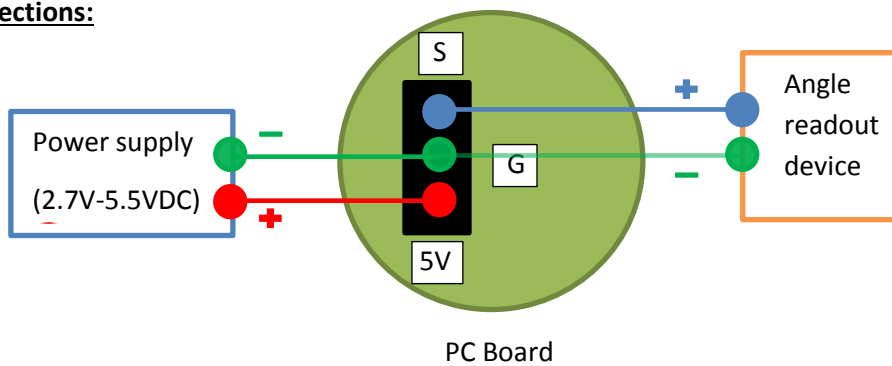 ections:
S
Power supply
(2.7V-5.5VDC)
+
G
5V
+
Angle
readout
device
PC Board